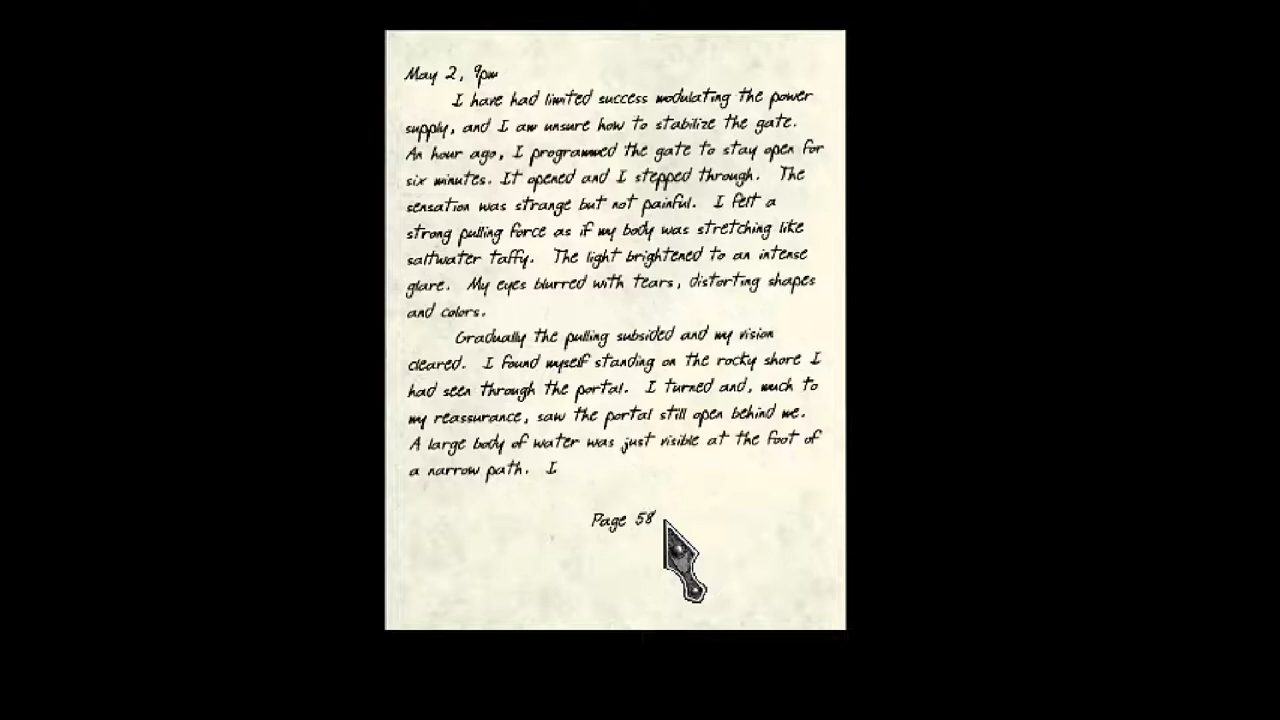 May 2, 9pm
I have had limited success modulating the power
supply, and I am unsure how to stabilize the gate.
An hour ago, I programmed the gate to stay open for
six minutes. It opened and I stepped through. The
sensation was strange but not painful. I felt a
strong pulling force as if my body was stretching like
saltwater taffy. The light brightened to an intense
glare. My eyes blurred with tears, distorting shapes
and colors.
Gradually the pulling subsided and my vision
cleared. I found myself standing on the rocky shore I
had seen through the portal. I turned and, much to
my reassurance, saw the portal still open behind me.
A large body of water was just visible at the foot of
a narrow path. I
Page 58